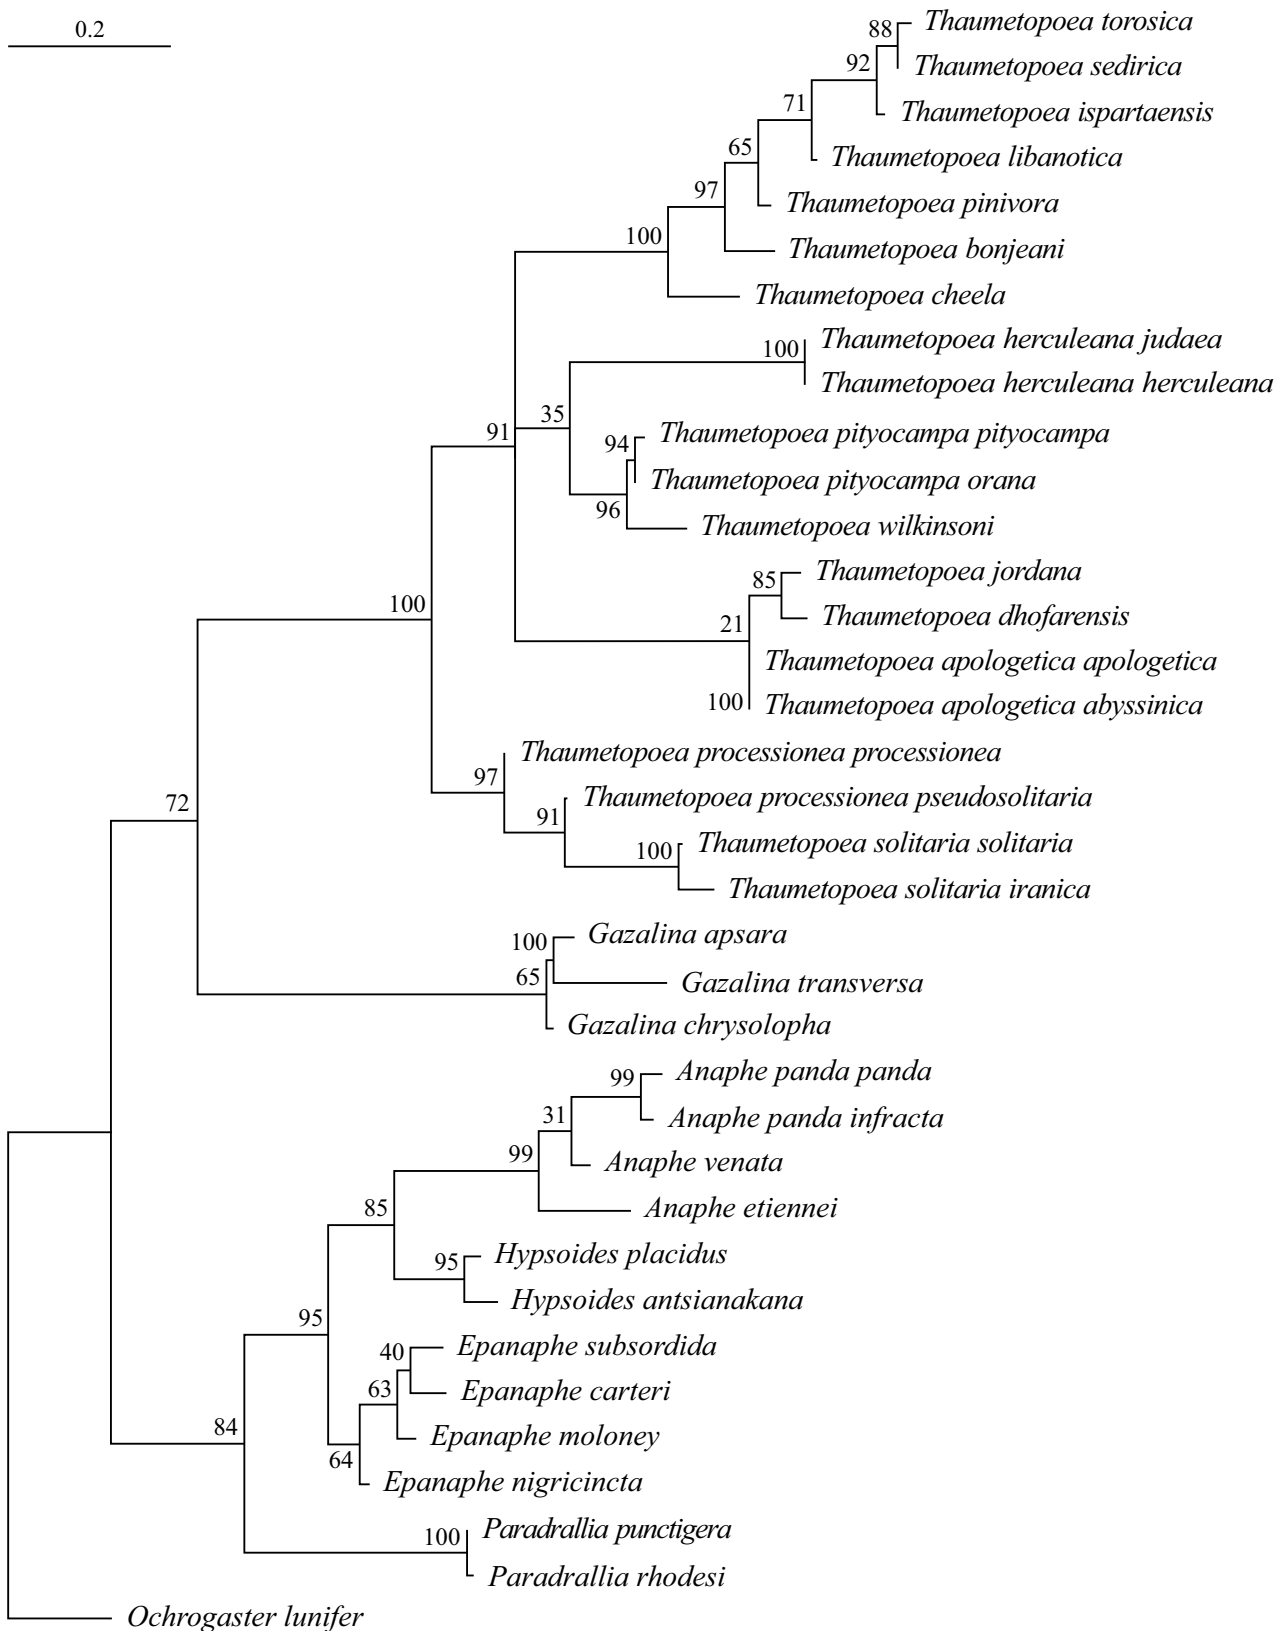 0.2
88
Thaumetopoea torosica
92
Thaumetopoea sedirica
71
Thaumetopoea ispartaensis
65
Thaumetopoea libanotica
97
Thaumetopoea pinivora
100
Thaumetopoea bonjeani
Thaumetopoea cheela
100
Thaumetopoea herculeana judaea
Thaumetopoea herculeana herculeana
91
35
94
Thaumetopoea pityocampa pityocampa
Thaumetopoea pityocampa orana
96
Thaumetopoea wilkinsoni
85
Thaumetopoea jordana
100
21
Thaumetopoea dhofarensis
Thaumetopoea apologetica apologetica
100
Thaumetopoea apologetica abyssinica
Thaumetopoea processionea processionea
97
Thaumetopoea processionea pseudosolitaria
72
91
Thaumetopoea solitaria solitaria
100
Thaumetopoea solitaria iranica
100
Gazalina apsara
65
Gazalina transversa
Gazalina chrysolopha
99
Anaphe panda panda
31
Anaphe panda infracta
99
Anaphe venata
85
Anaphe etiennei
95
Hypsoides placidus
95
Hypsoides antsianakana
40
Epanaphe subsordida
63
Epanaphe carteri
84
Epanaphe moloney
64
Epanaphe nigricincta
100
Paradrallia punctigera
Paradrallia rhodesi
Ochrogaster lunifer